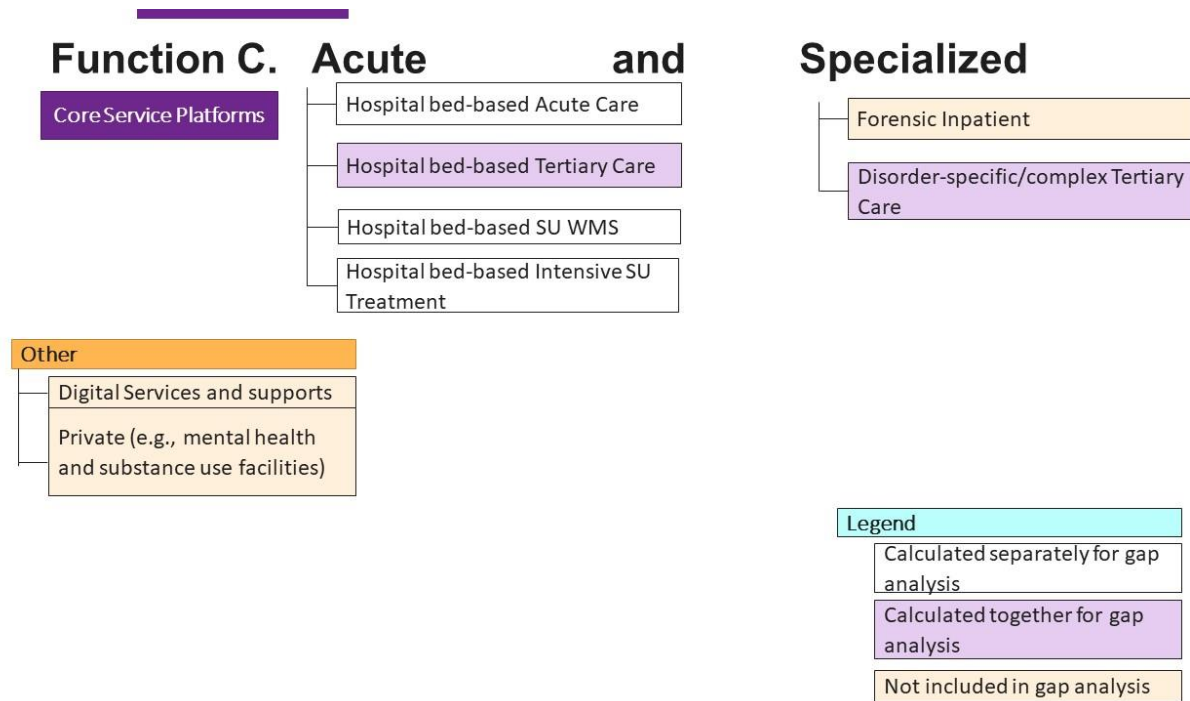 Function C. Acute and Specialized
Core Service Platforms
Hospital bed-based Acute Care
Hospital bed-based Tertiary Care
Hospital bed-based SU WMS
Hospital bed-based Intensive SU
Treatment
Forensic Inpatient
Disorder-specific/complex Tertiary
Care
Other
Digital Services and supports
Private (e.g., mental health
and substance use facilities)
Legend
Calculated separately for gap
analysis
Calculated together for gap
analysis
Not included in gap analysis